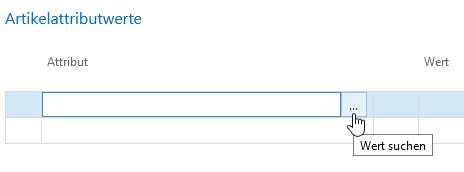 Artikelattributwerte
Attribut Wert
...
Wert suchen